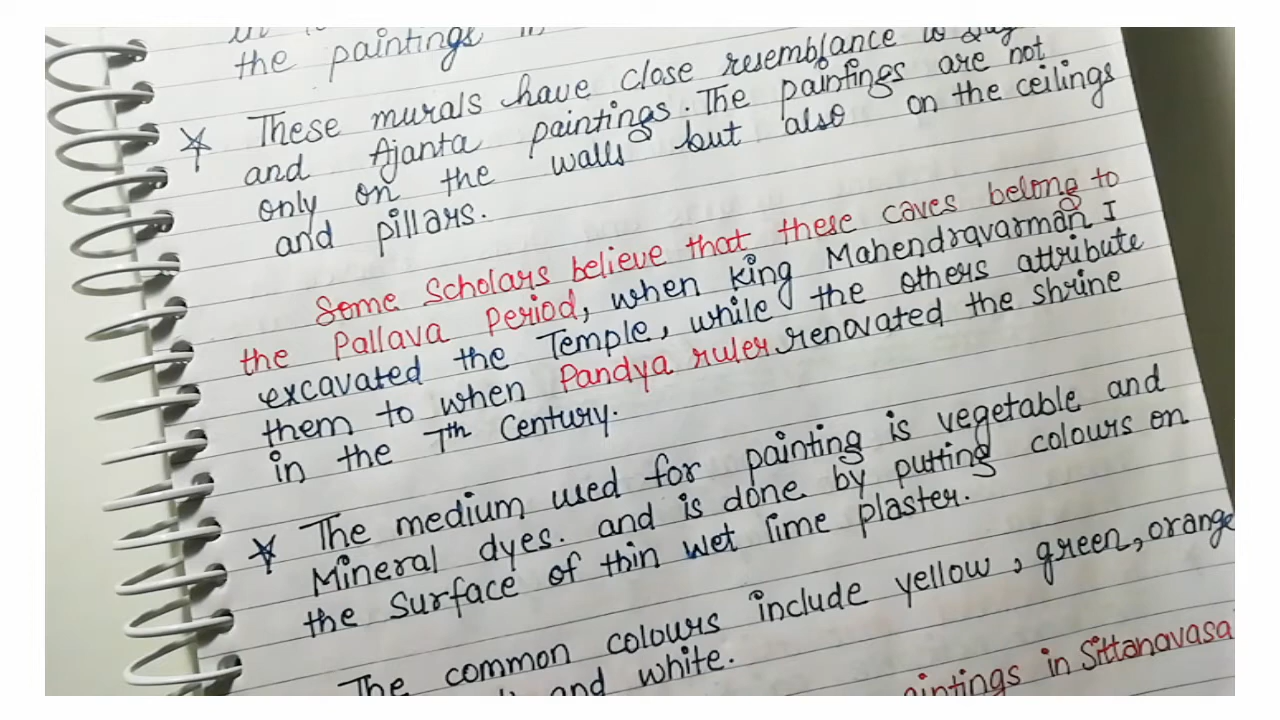 the paintings
These murals have close resemblance to
and Ajanta paintings. The paintings are not
only on the walls but also on the ceilings
and pillars.
Some Scholars believe that these caves belong to
the Pallava Period, when king Mahendravarman I
excavated the Temple, while the others attribute
them to when Pandya ruler renovated the shrine
in the 7th Century.
The medium used for painting is vegetable and
Mineral dyes. and is done by putting colours on
the surface of thin wet lime plaster.
The common colours include yellow, green, orange
and white.
paintings in Sittanavasa